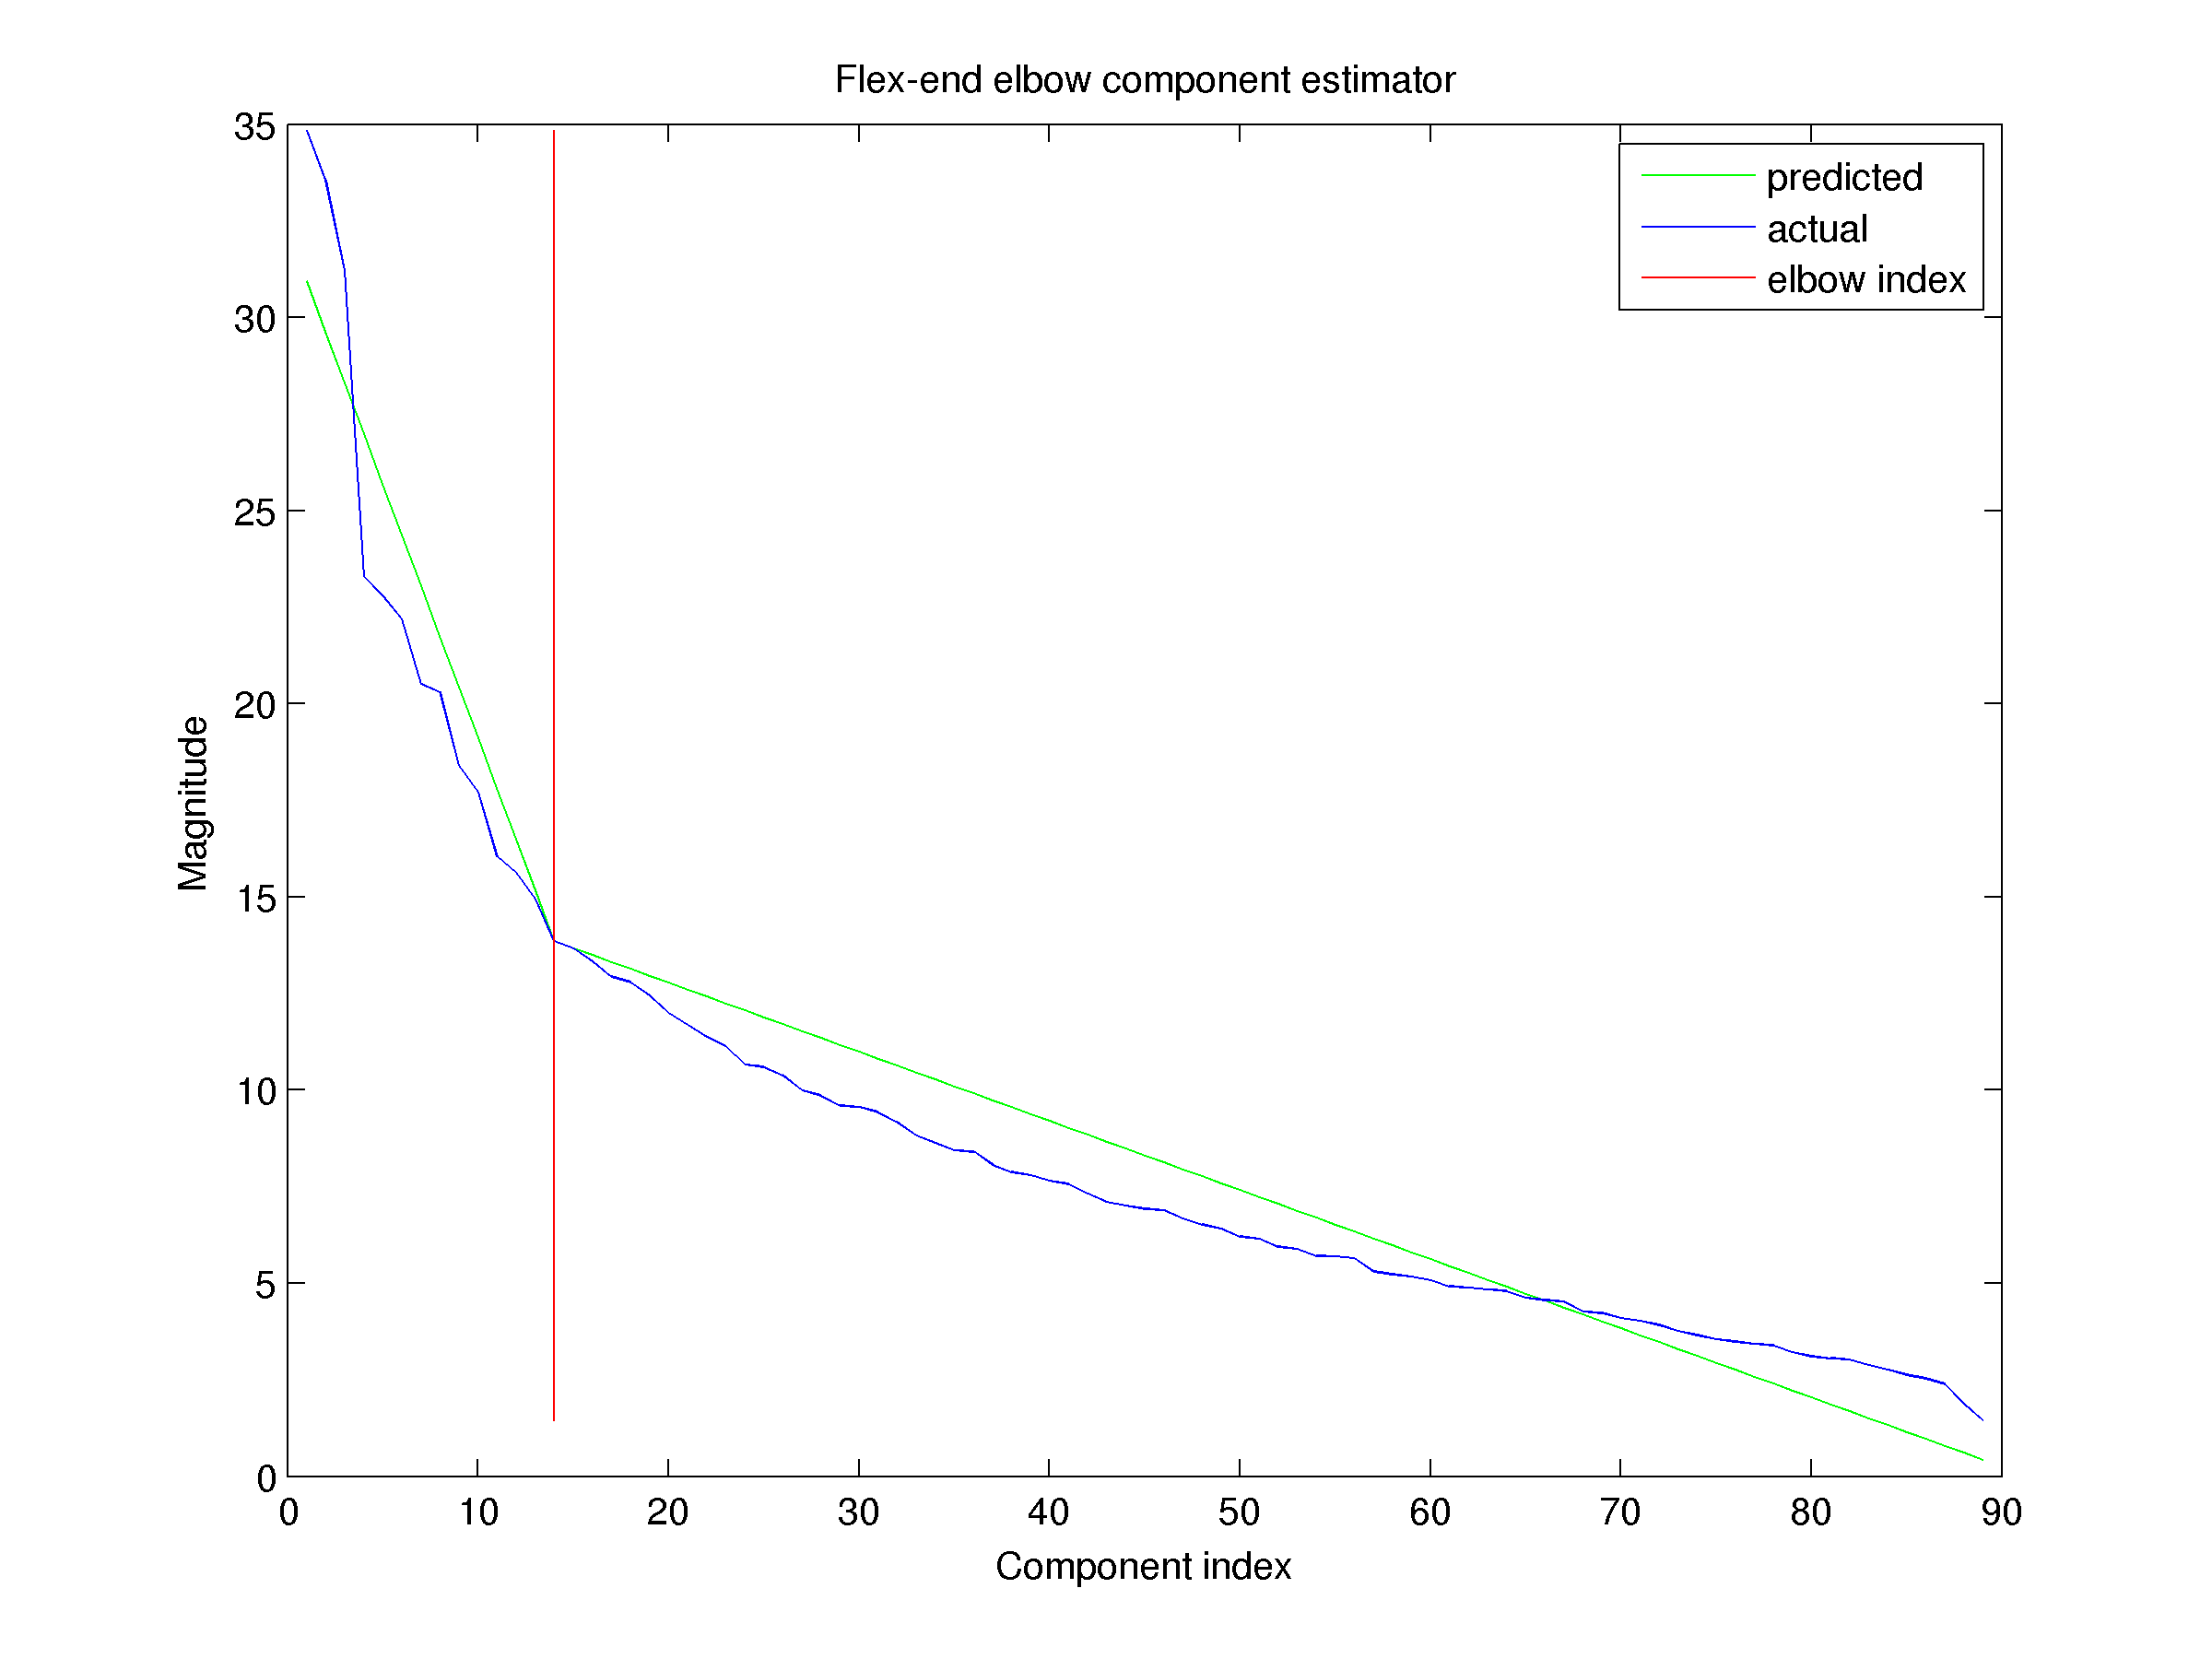 Flex-end elbow component estimator
35
30
25
20
15
10
5
0
Magnitude
predicted
actual
elbow index
0 10 20 30 40 50 60 70 80 90
Component index